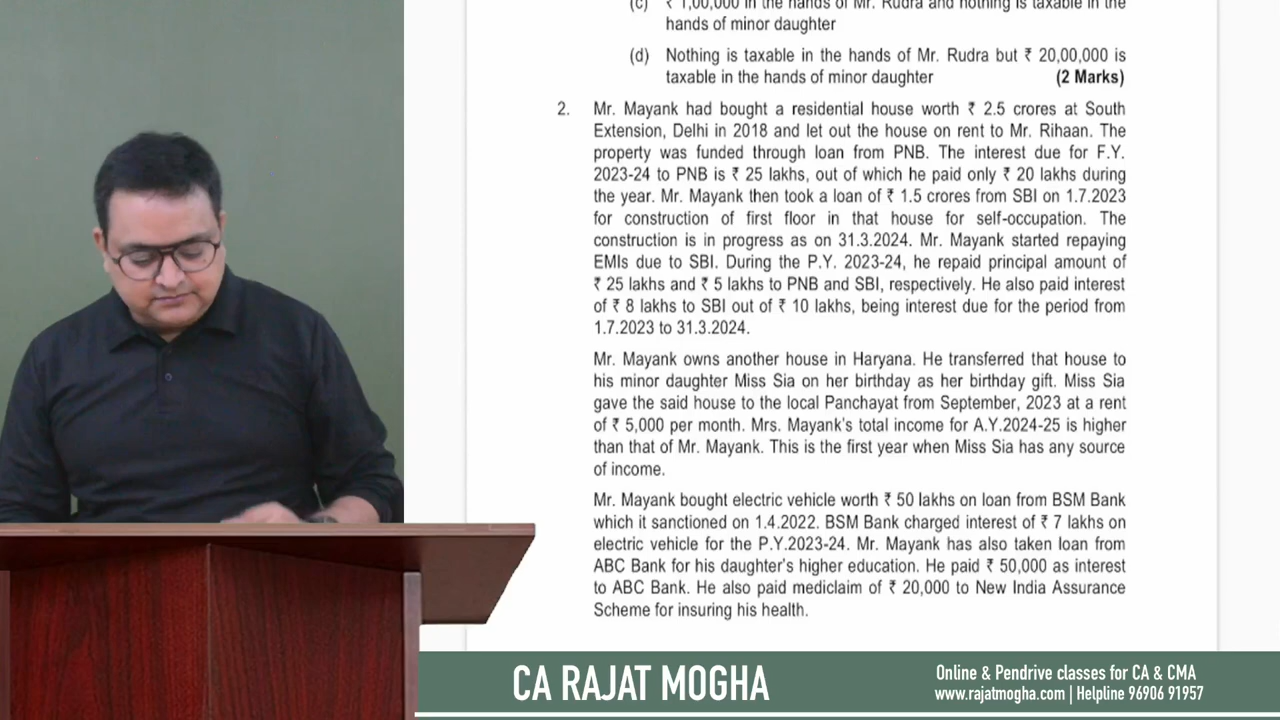 (c) ₹ 1,00,000 in the hands of Mr. Rudra and nothing is taxable in the
hands of minor daughter
(d) Nothing is taxable in the hands of Mr. Rudra but ₹ 20,00,000 is
taxable in the hands of minor daughter (2 Marks)
2. Mr. Mayank had bought a residential house worth ₹ 2.5 crores at South
Extension, Delhi in 2018 and let out the house on rent to Mr. Rihaan. The
property was funded through loan from PNB. The interest due for F.Y.
2023-24 to PNB is ₹ 25 lakhs, out of which he paid only ₹ 20 lakhs during
the year. Mr. Mayank then took a loan of ₹ 1.5 crores from SBI on 1.7.2023
for construction of first floor in that house for self-occupation. The
construction is in progress as on 31.3.2024. Mr. Mayank started repaying
EMIs due to SBI. During the P.Y. 2023-24, he repaid principal amount of
₹ 25 lakhs and ₹ 5 lakhs to PNB and SBI, respectively. He also paid interest
of ₹ 8 lakhs to SBI out of ₹ 10 lakhs, being interest due for the period from
1.7.2023 to 31.3.2024.
Mr. Mayank owns another house in Haryana. He transferred that house to
his minor daughter Miss Sia on her birthday as her birthday gift. Miss Sia
gave the said house to the local Panchayat from September, 2023 at a rent
of ₹ 5,000 per month. Mrs. Mayank's total income for A.Y.2024-25 is higher
than that of Mr. Mayank. This is the first year when Miss Sia has any source
of income.
Mr. Mayank bought electric vehicle worth ₹ 50 lakhs on loan from BSM Bank
which it sanctioned on 1.4.2022. BSM Bank charged interest of ₹ 7 lakhs on
electric vehicle for the P.Y.2023-24. Mr. Mayank has also taken loan from
ABC Bank for his daughter's higher education. He paid ₹ 50,000 as interest
to ABC Bank. He also paid mediclaim of ₹ 20,000 to New India Assurance
Scheme for insuring his health.
CA RAJAT MOGHA
Online & Pendrive classes for CA & CMA
www.rajatmogha.com | Helpline 96906 91957